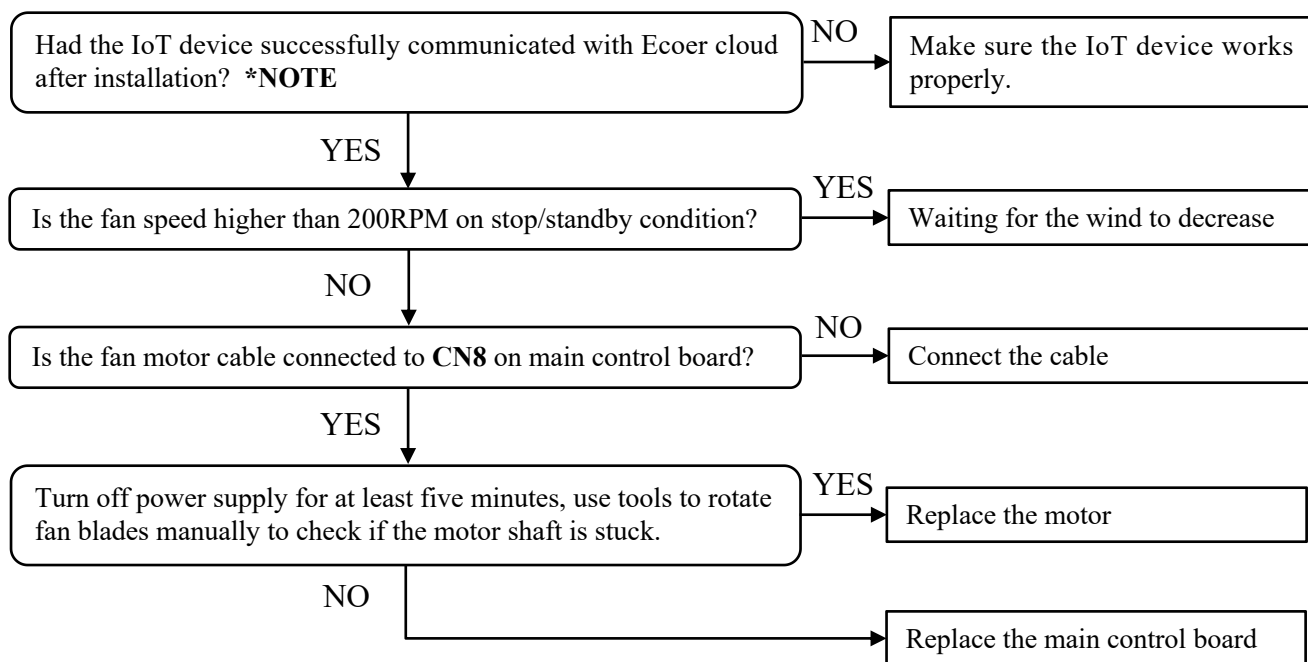 Had the IoT device successfully communicated with Ecoer cloud
after installation? *NOTE
NO
Make sure the IoT device works
properly.
YES
Is the fan speed higher than 200RPM on stop/standby condition?
YES
Waiting for the wind to decrease
NO
Is the fan motor cable connected to CN8 on main control board?
NO
Connect the cable
YES
Turn off power supply for at least five minutes, use tools to rotate
fan blades manually to check if the motor shaft is stuck.
YES
Replace the motor
NO
Replace the main control board